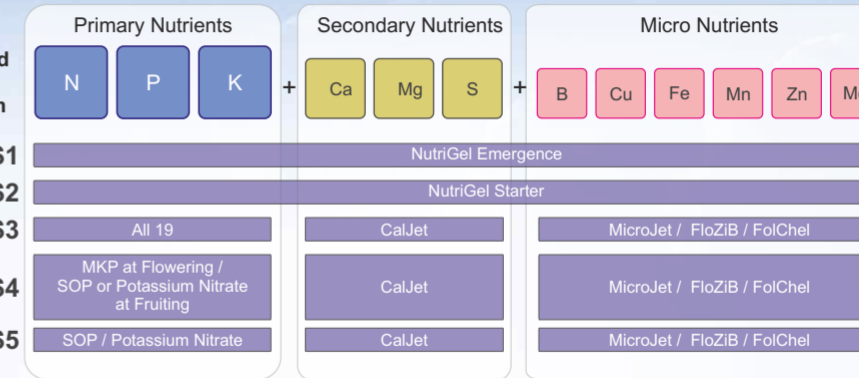 Primary Nutrients
Secondary Nutrients
Micro Nutrients
N P K + Ca Mg S + B Cu Fe Mn Zn
NutriGel Emergence
NutriGel Starter
All 19
CalJet
MicroJet / FloZiB / FolChel
MKP at Flowering /
SOP or Potassium Nitrate
at Fruiting
CalJet
MicroJet / FloZiB / FolChel
SOP / Potassium Nitrate
CalJet
MicroJet / FloZiB / FolChel